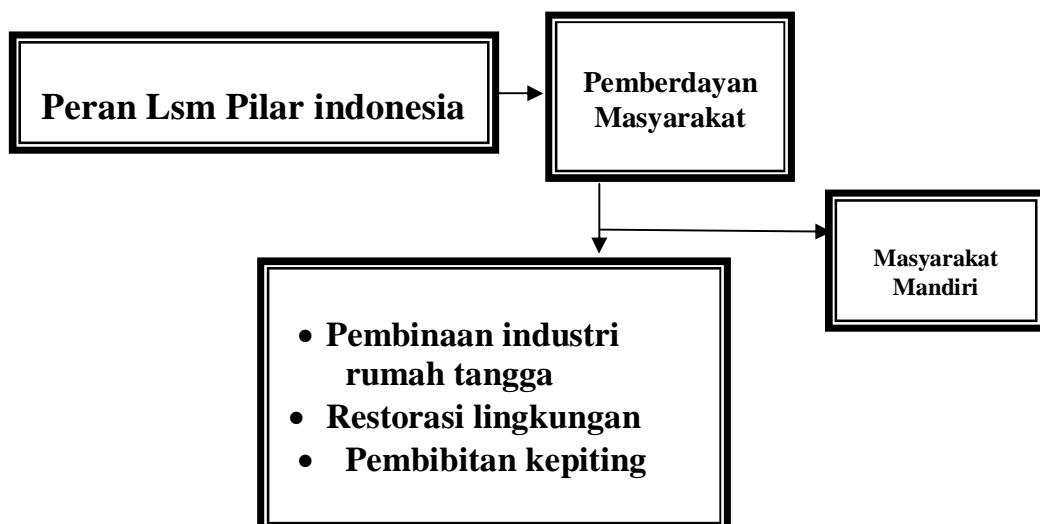 Peran Lsm Pilar indonesia
Pemberdayan
Masyarakat
Masyarakat
Mandiri
• Pembinaan industri
rumah tangga
• Restorasi lingkungan
• Pembibitan kepiting